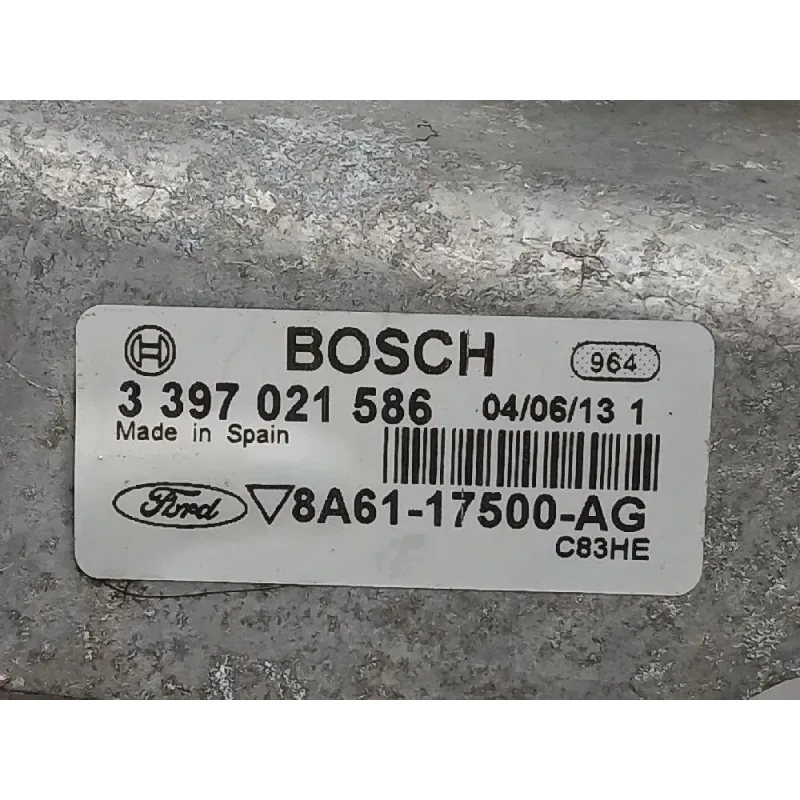 BOSCH 964
3 397 021 586 04/06/13 1
Made in Spain
Ford 8A61-17500-AG
C83HE